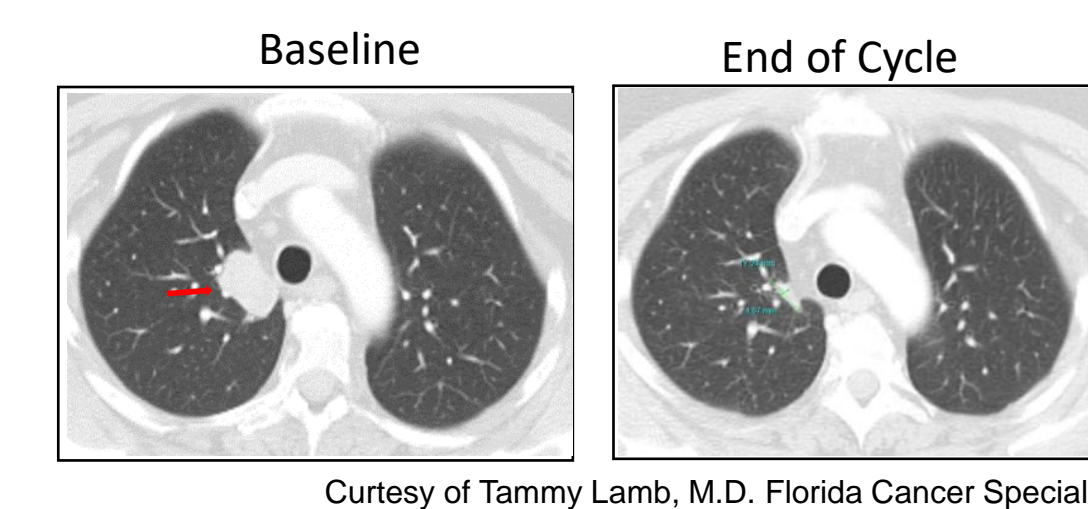 Baseline
End of Cycle
Curtesy of Tammy Lamb, M.D. Florida Cancer Special